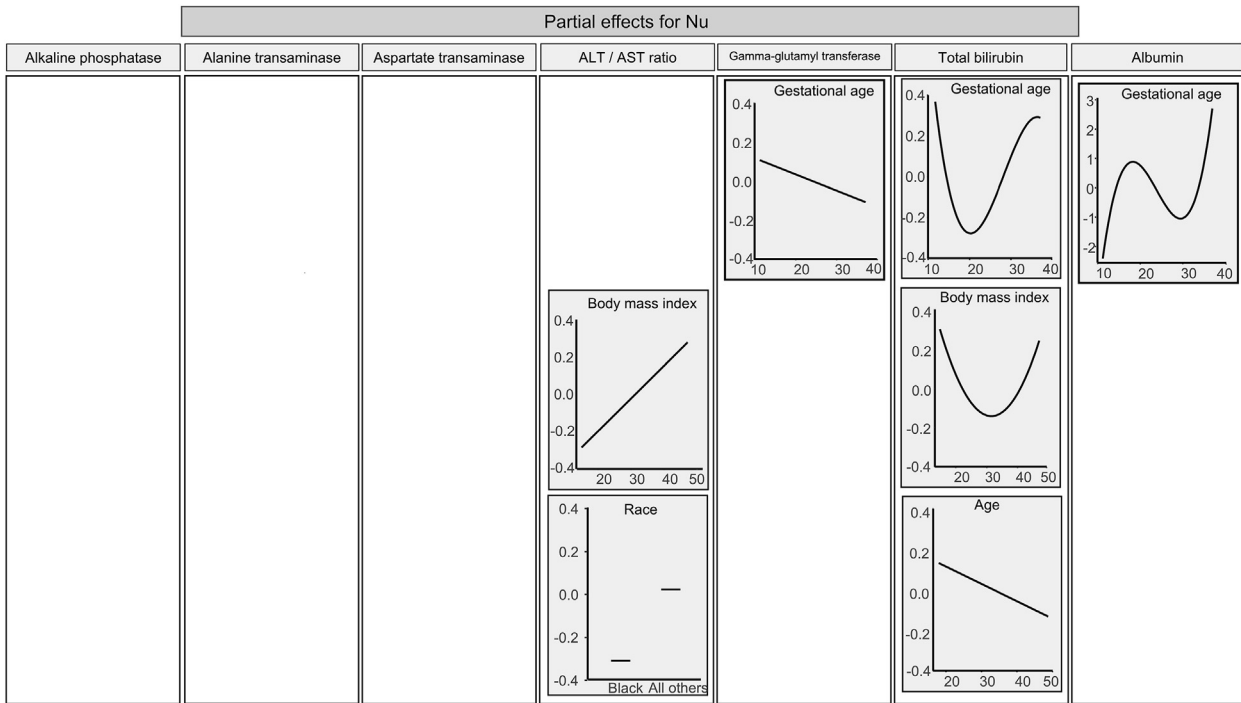 Partial effects for Nu
Alkaline phosphatase
Alanine transaminase
Aspartate transaminase
ALT / AST ratio
Gamma-glutamyl transferase
Total bilirubin
Albumin
Gestational age
0.4
0.2
0.0
-0.2
-0.4
10 20 30 40
Gestational age
0.4
0.2
0.0
-0.2
-0.4
10 20 30 40
Gestational age
3
2
1
0
-1
-2
10 20 30 40
Body mass index
0.4
0.2
0.0
-0.2
-0.4
20 30 40 50
Body mass index
0.4
0.2
0.0
-0.2
-0.4
20 30 40 50
Race
0.4
0.2
0.0
-0.2
-0.4
Black All others
Age
0.4
0.2
0.0
-0.2
-0.4
20 30 40 50